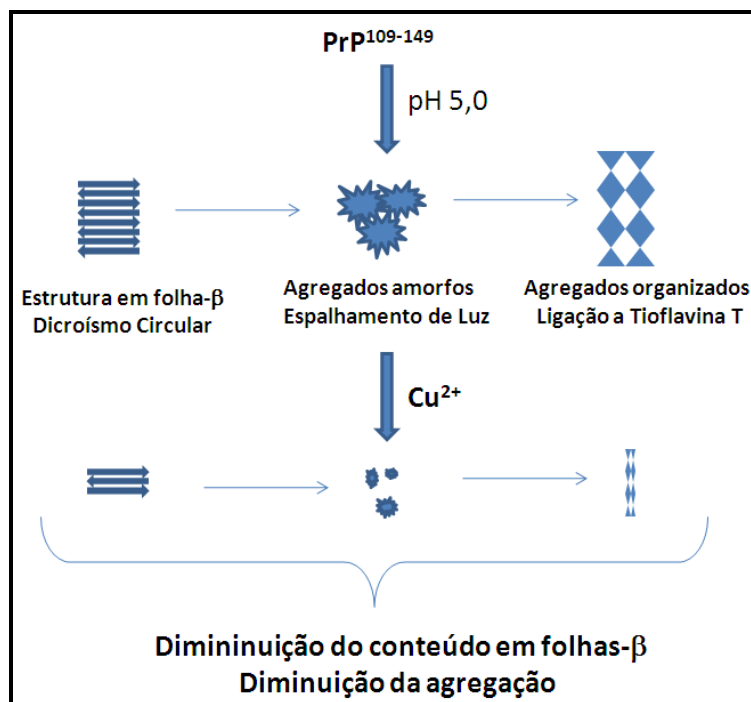 PrP¹⁰⁹⁻¹⁴⁹
pH 5,0
Estrutura em folha-β
Dicroísmo Circular
Agregados amorfos
Espalhamento de Luz
Agregados organizados
Ligação a Tioflavina T
Cu²⁺
Dimininuição do conteúdo em folhas-β
Diminuição da agregação